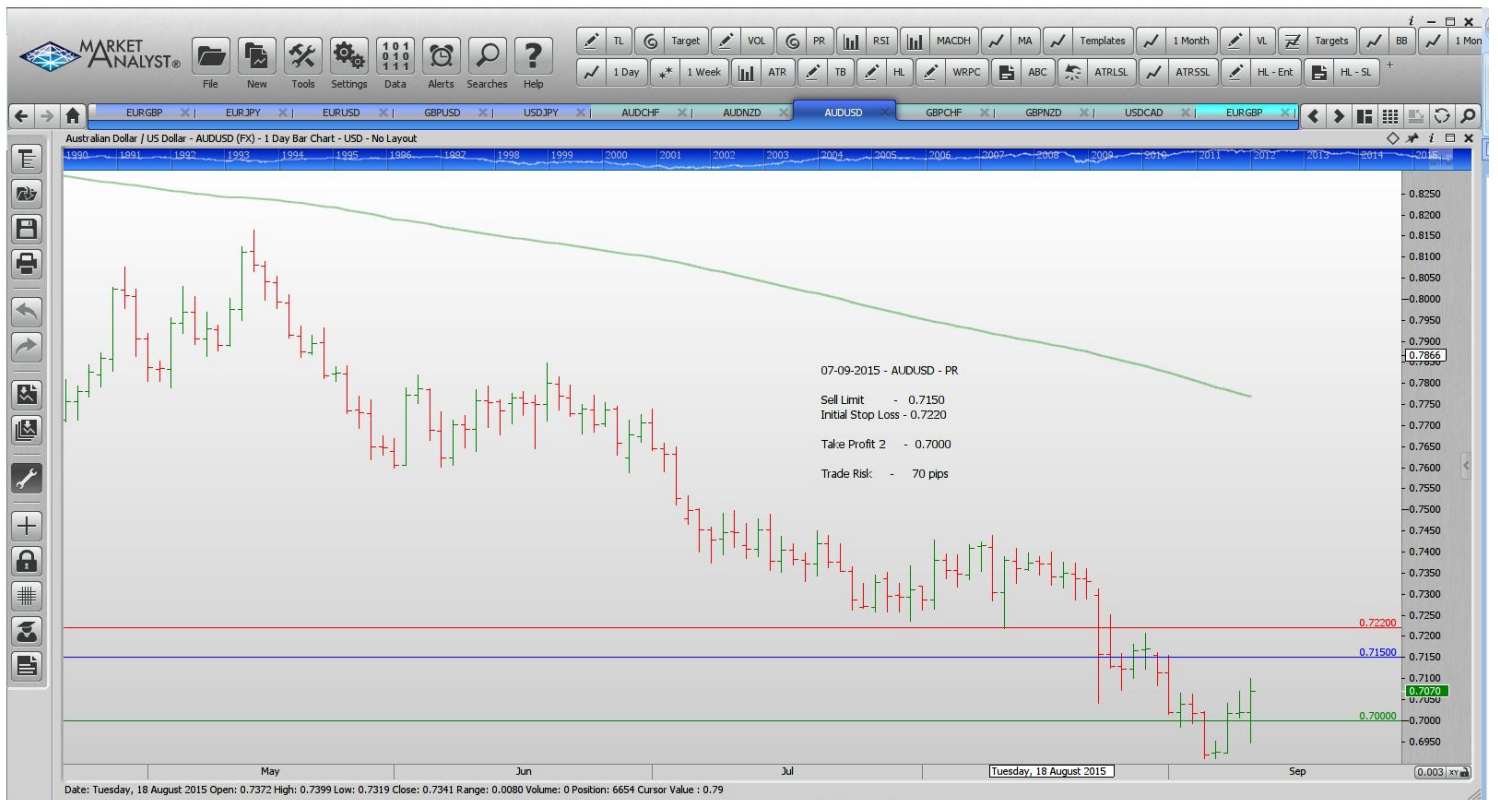 MARKET ANALYST®
File New Tools Settings Data Alerts Searches Help
101
010
111
?
TL Target VOL PR RSI MACDH MA Templates 1 Month VL Targets BB 1 Mon
1 Day 1 Week ATR TB HL WRPC ABC ATRLSL ATRSSL HL - Ent HL - SL +
EURGBP EURJPY EURUSD GBPUSD USDJPY AUDCHF AUDNZD AUDUSD GBPCHF GBPNZD USDCAD EURGBP
Australian Dollar / US Dollar - AUDUSD (FX) - 1 Day Bar Chart - USD - No Layout
1990 1991 1992 1993 1994 1995 1996 1997 1998 1999 2000 2001 2002 2003 2004 2005 2006 2007 2008 2009 2010 2011 2012 2013 2014 2015
0.8250
0.8200
0.8150
0.8100
0.8050
0.8000
0.7950
0.7900
0.7866
0.7850
0.7800
0.7750
0.7700
0.7650
0.7600
0.7550
0.7500
0.7450
0.7400
0.7350
0.7300
0.7250
0.7200
0.7150
0.7100
0.7070
0.7050
0.7000
0.6950
07-09-2015 - AUDUSD - PR
Sell Limit - 0.7150
Initial Stop Loss - 0.7220
Take Profit 2 - 0.7000
Trade Risk - 70 pips
0.72200
0.71500
0.70000
May Jun Jul Tuesday, 18 August 2015 Sep 0.003 XY
Date: Tuesday, 18 August 2015 Open: 0.7372 High: 0.7399 Low: 0.7319 Close: 0.7341 Range: 0.0080 Volume: 0 Position: 6654 Cursor Value : 0.79